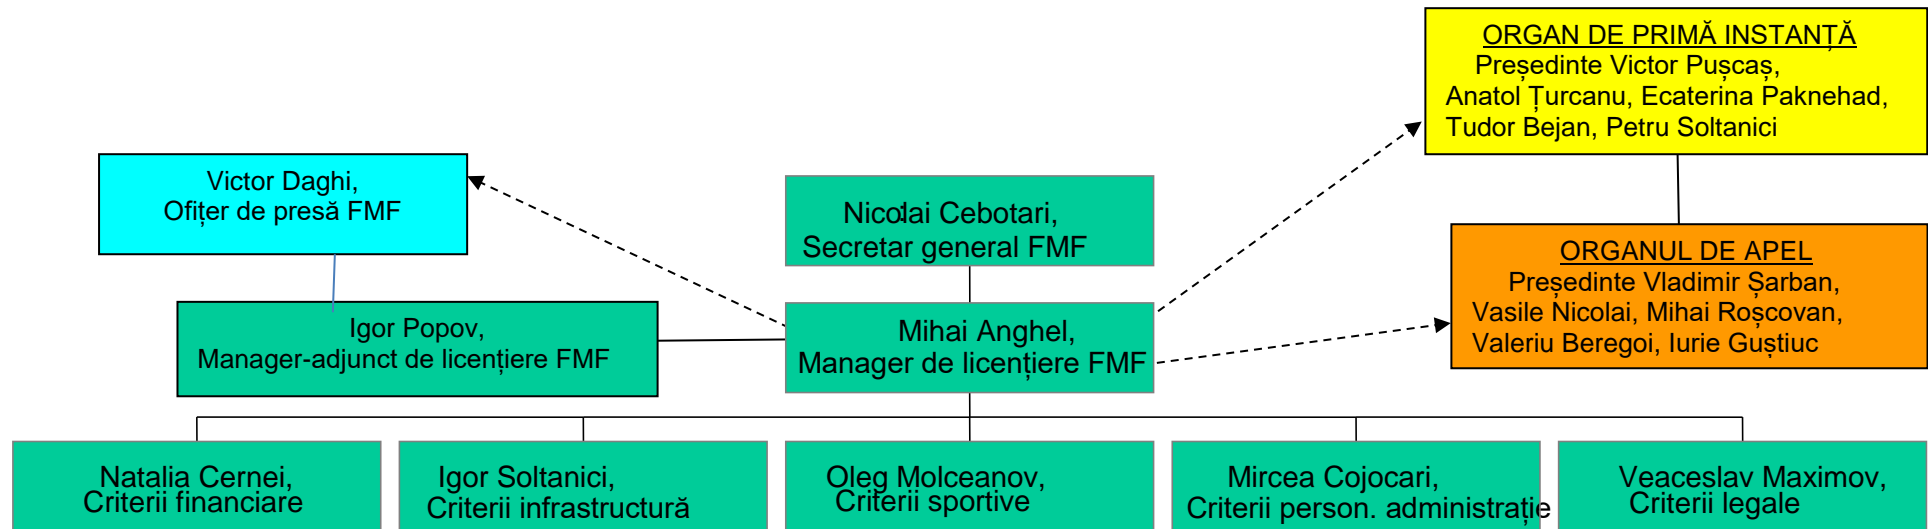 ORGAN DE PRIMĂ INSTANȚĂ
Președinte Victor Pușcaș,
Anatol Țurcanu, Ecaterina Paknehad,
Tudor Bejan, Petru Soltanici
Victor Daghi,
Ofițer de presă FMF
Nicolai Cebotari,
Secretar general FMF
ORGANUL DE APEL
Președinte Vladimir Șarban,
Vasile Nicolai, Mihai Roșcovan,
Valeriu Beregoi, Iurie Guștiuc
Igor Popov,
Manager-adjunct de licențiere FMF
Mihai Anghel,
Manager de licențiere FMF
Natalia Cernei,
Criterii financiare
Igor Soltanici,
Criterii infrastructură
Oleg Molceanov,
Criterii sportive
Mircea Cojocari,
Criterii person. administrație
Veaceslav Maximov,
Criterii legale